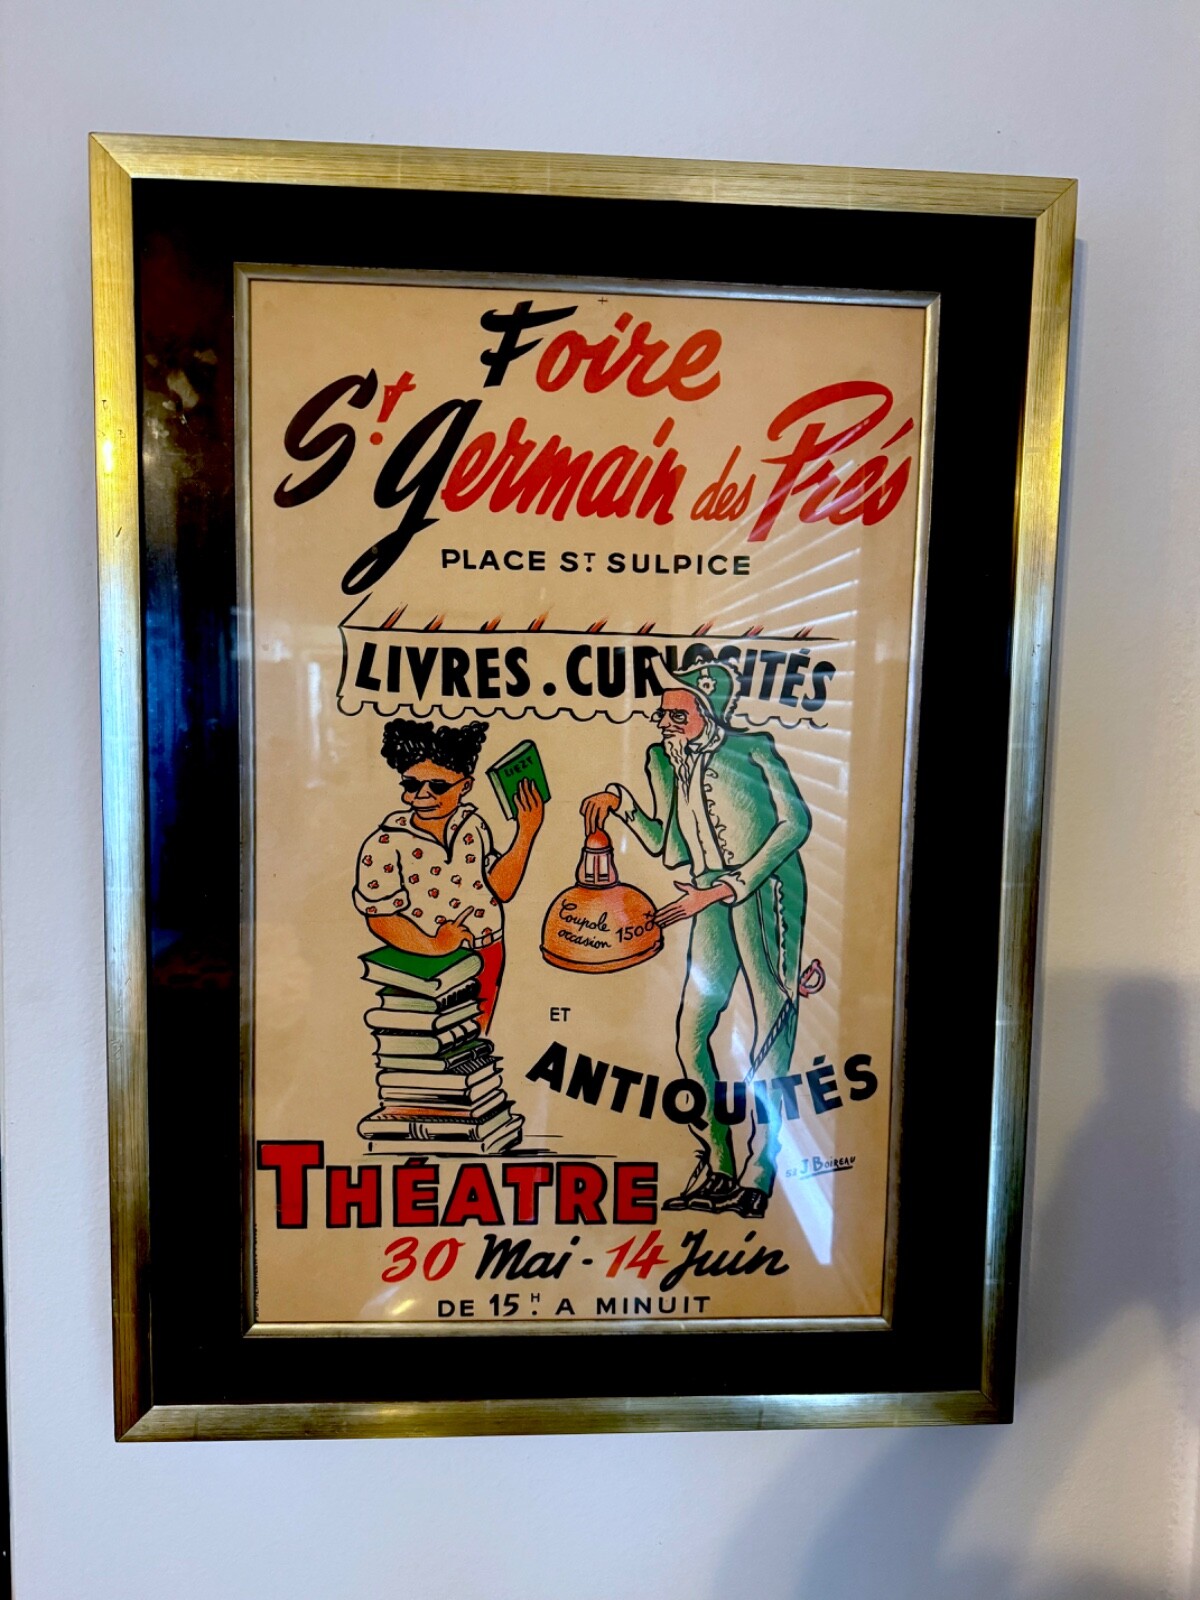 Foire
St Germain des Prés
PLACE ST SULPICE
LIVRES. CURIOSITÉS
LISZT
Coupole
occasion 1500
ET
ANTIQUITÉS
J. BOIREAU
THÉATRE
30 Mai - 14 Juin
DE 15H. A MINUIT